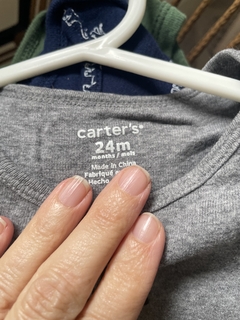 carter's®
24m
months / mois
Made in China
Fabriqué
Hecho